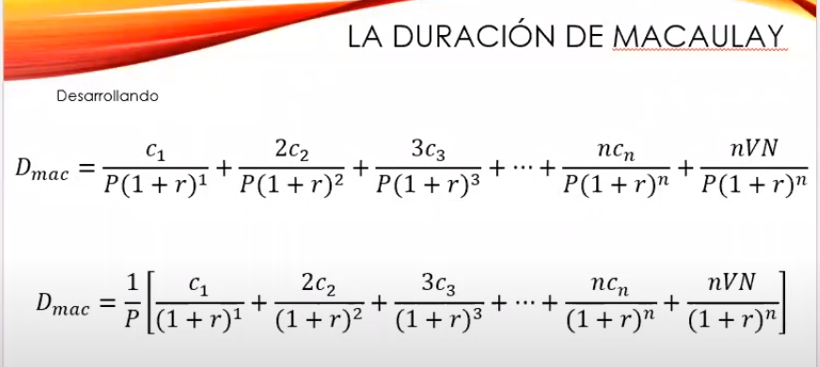 LA DURACIÓN DE MACAULAY
Desarrollando
D_{mac} = \frac{c_1}{P(1+r)^1} + \frac{2c_2}{P(1+r)^2} + \frac{3c_3}{P(1+r)^3} + \cdots + \frac{nc_n}{P(1+r)^n} + \frac{nVN}{P(1+r)^n}
D_{mac} = \frac{1}{P}\left[\frac{c_1}{(1+r)^1} + \frac{2c_2}{(1+r)^2} + \frac{3c_3}{(1+r)^3} + \cdots + \frac{nc_n}{(1+r)^n} + \frac{nVN}{(1+r)^n}\right]